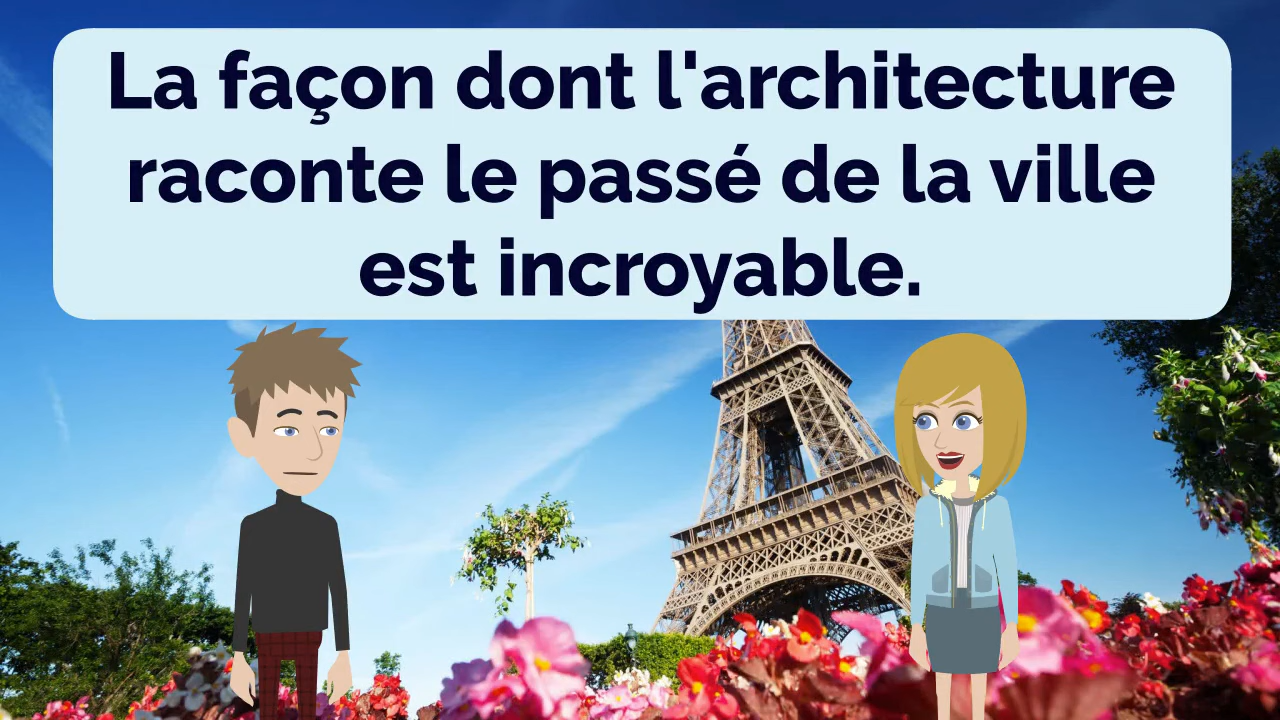 La façon dont l'architecture
raconte le passé de la ville
est incroyable.